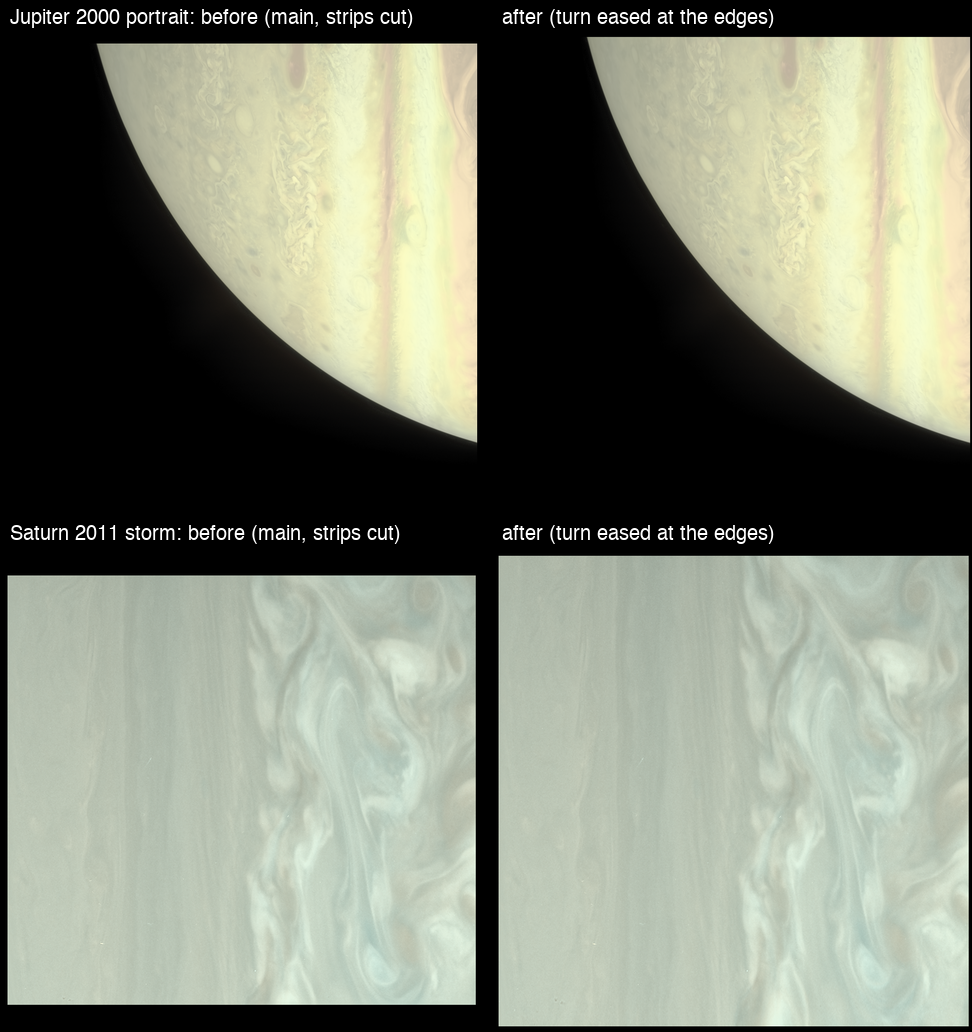 Jupiter 2000 portrait: before (main, strips cut)
after (turn eased at the edges)
Saturn 2011 storm: before (main, strips cut)
after (turn eased at the edges)